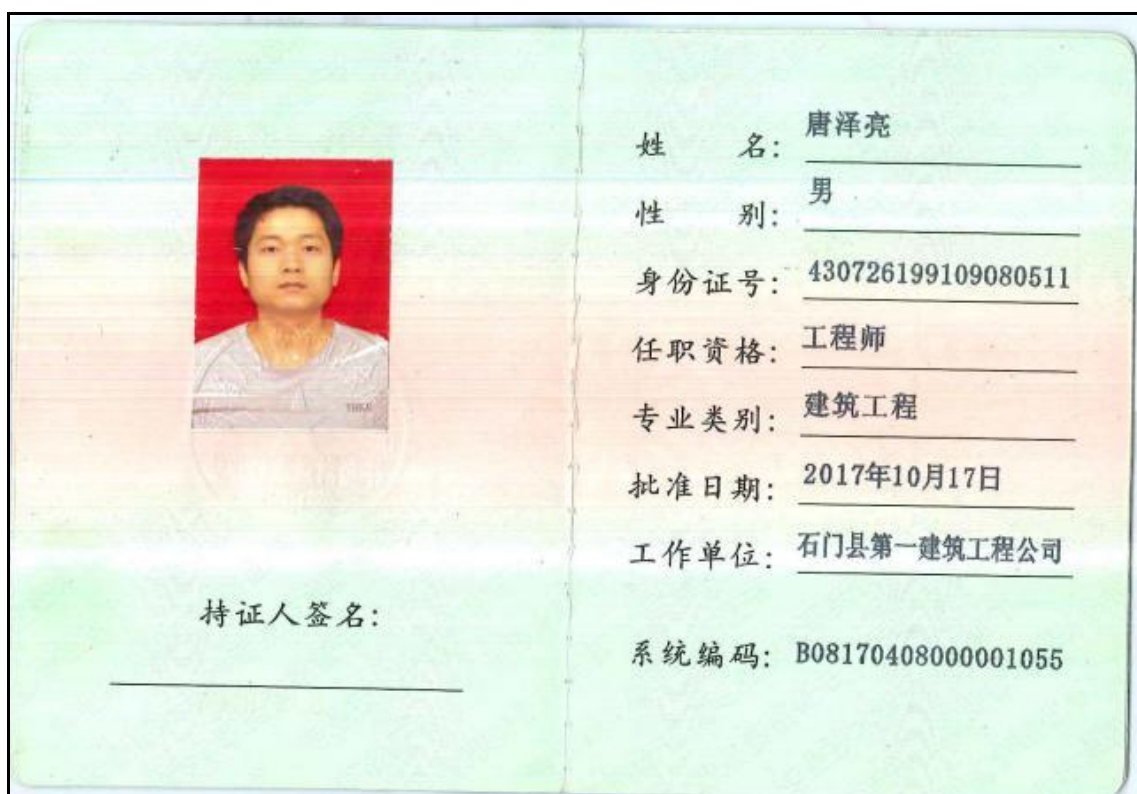 持证人签名:
姓 名: 唐泽亮
性 别: 男
身份证号: 430726199109080511
任职资格: 工程师
专业类别: 建筑工程
批准日期: 2017年10月17日
工作单位: 石门县第一建筑工程公司
系统编码: B08170408000001055